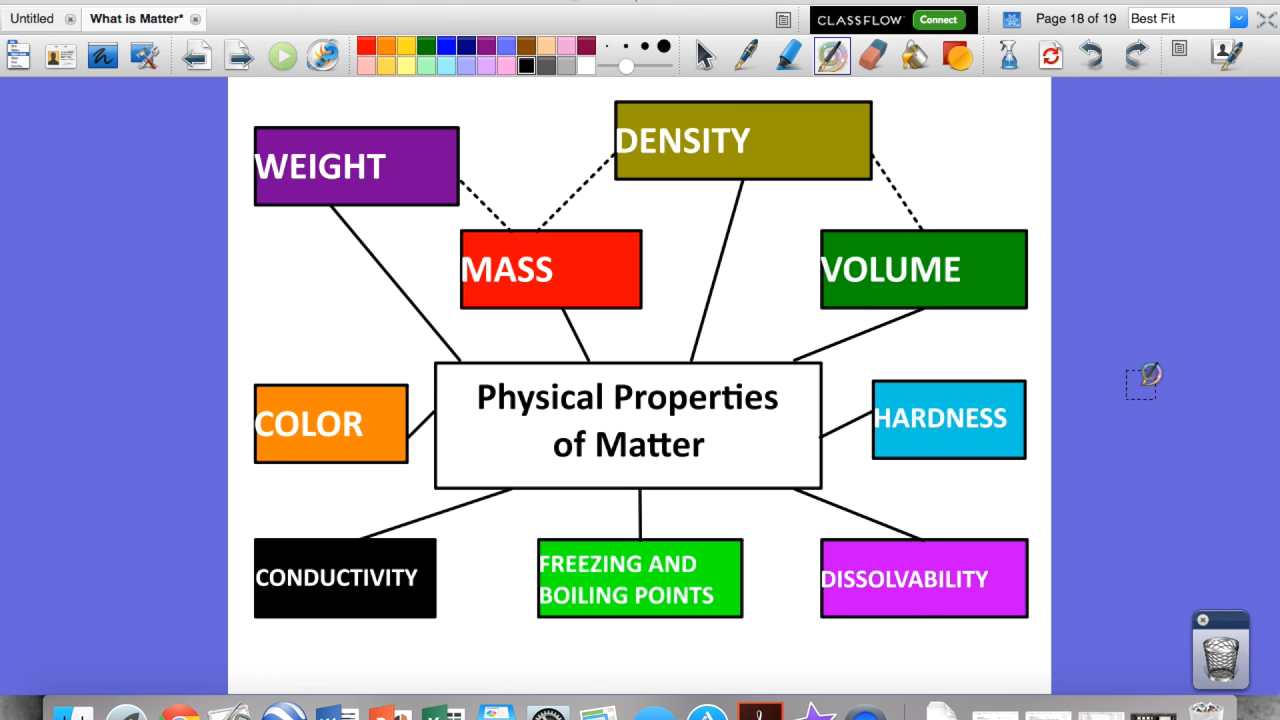 Untitled
What is Matter*
CLASSFLOW
Connect
Page 18 of 19
Best Fit
WEIGHT
DENSITY
MASS
VOLUME
Physical Properties
of Matter
COLOR
HARDNESS
CONDUCTIVITY
FREEZING AND
BOILING POINTS
DISSOLVABILITY